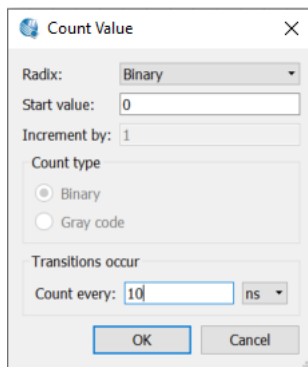 Count Value
Radix: Binary
Start value: 0
Increment by: 1
Count type
Binary
Gray code
Transitions occur
Count every: 10 ns
OK Cancel